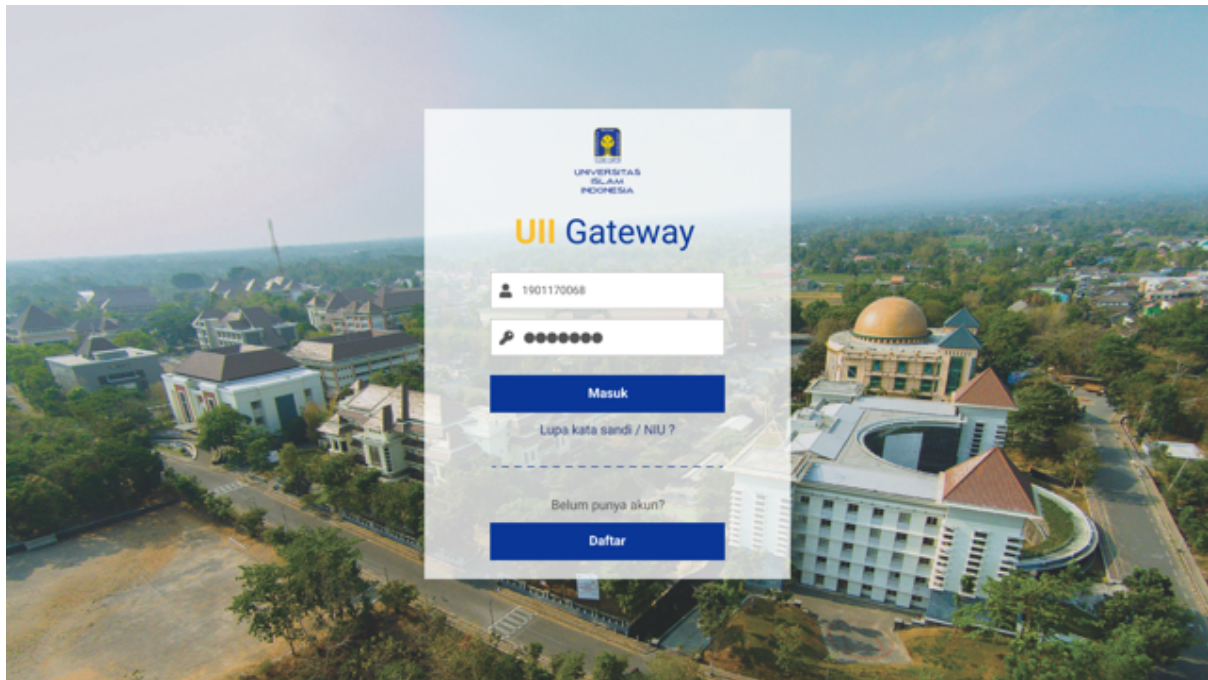 UNIVERSITAS
ISLAM
INDONESIA
UII Gateway
1901170068
Masuk
Lupa kata sandi / NIU ?
Belum punya akun?
Daftar